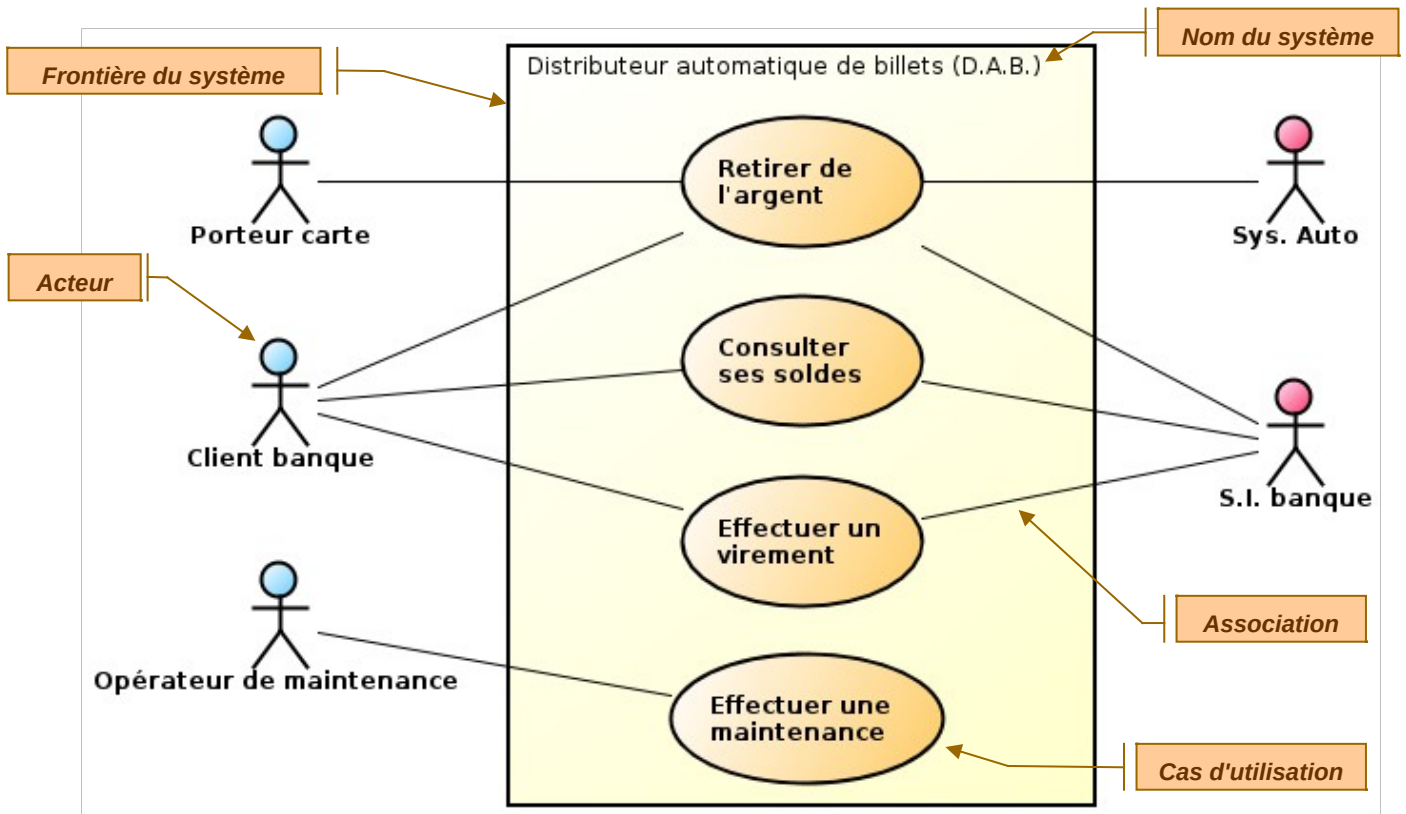 Nom du système
Frontière du système
Distributeur automatique de billets (D.A.B.)
Retirer de
l'argent
Porteur carte
Sys. Auto
Acteur
Consulter
ses soldes
Client banque
S.I. banque
Effectuer un
virement
Association
Opérateur de maintenance
Effectuer une
maintenance
Cas d'utilisation